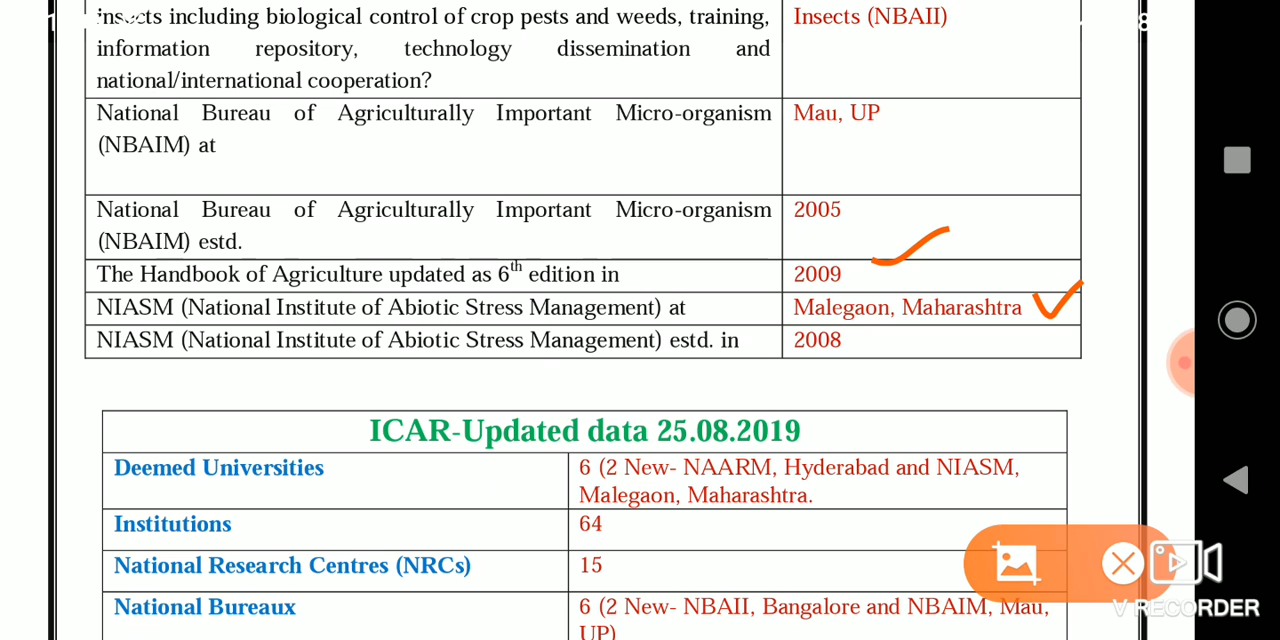 insects including biological control of crop pests and weeds, training, Insects (NBAII)
information repository, technology dissemination and
national/international cooperation?
National Bureau of Agriculturally Important Micro-organism Mau, UP
(NBAIM) at
National Bureau of Agriculturally Important Micro-organism 2005
(NBAIM) estd.
The Handbook of Agriculture updated as 6th edition in 2009
NIASM (National Institute of Abiotic Stress Management) at Malegaon, Maharashtra
NIASM (National Institute of Abiotic Stress Management) estd. in 2008
ICAR-Updated data 25.08.2019
Deemed Universities 6 (2 New- NAARM, Hyderabad and NIASM,
Malegaon, Maharashtra.
Institutions 64
National Research Centres (NRCs) 15
National Bureaux 6 (2 New- NBAII, Bangalore and NBAIM, Mau,
UP)
V RECORDER